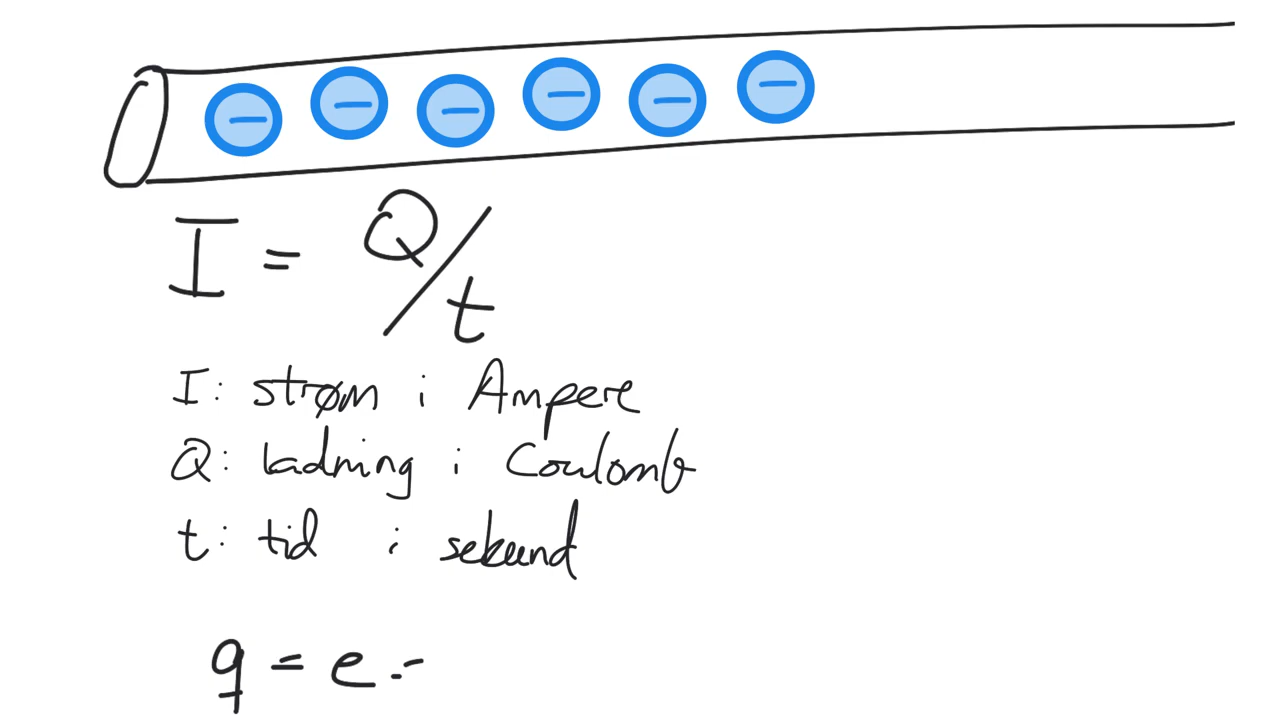 I = Q/t
I: strøm i Ampere
Q: ladning i Coulomb
t: tid i sekund
q = e =